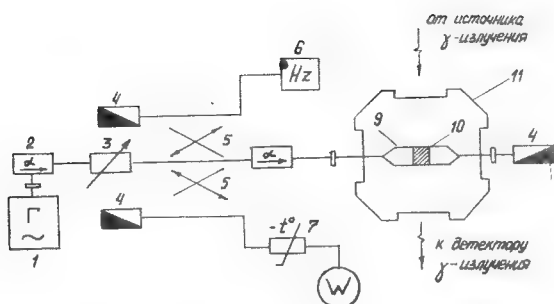 от источника
γ-излучения
6
Hz
11
4
9
10
2
α
3
5
α
4
5
4
-t° 7
Г
~
1
W
к детектору
γ-излучения